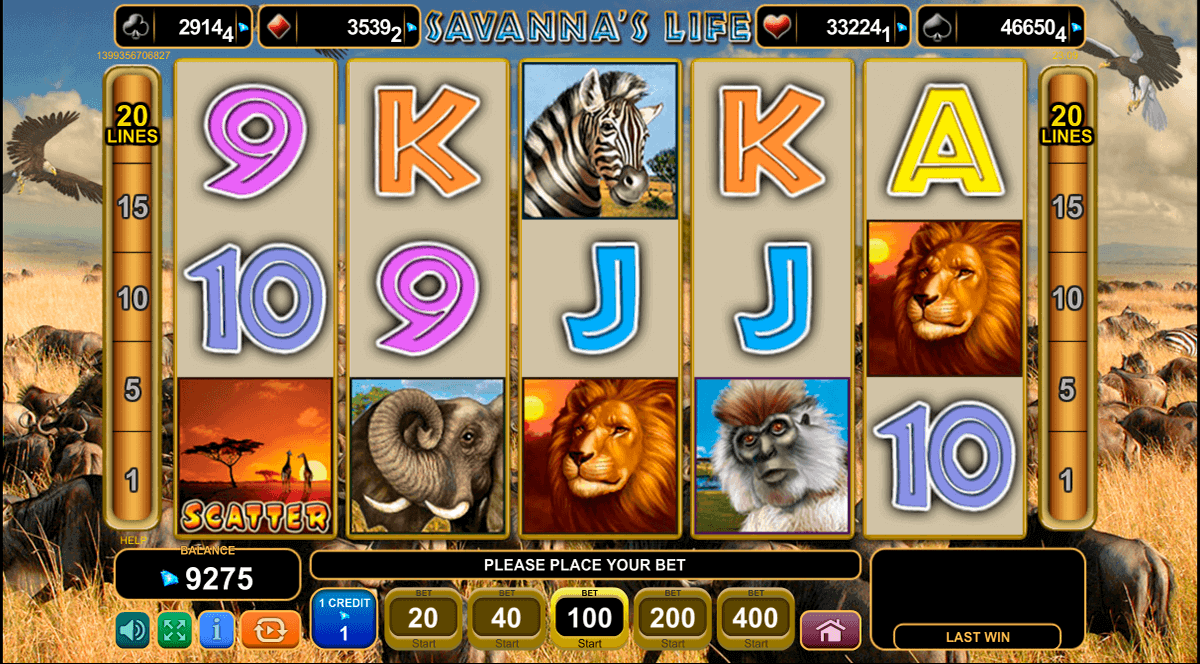 2914 4
3539 2
SAVANNA'S LIFE
33224 1
46650 4
1399356706827
20
LINES
15
10
5
1
20
LINES
15
10
5
1
9
K
K
A
10
9
J
J
SCATTER
10
HELP
BALANCE
9275
PLEASE PLACE YOUR BET
1 CREDIT
1
BET
20
Start
BET
40
Start
BET
100
Start
BET
200
Start
BET
400
Start
LAST WIN